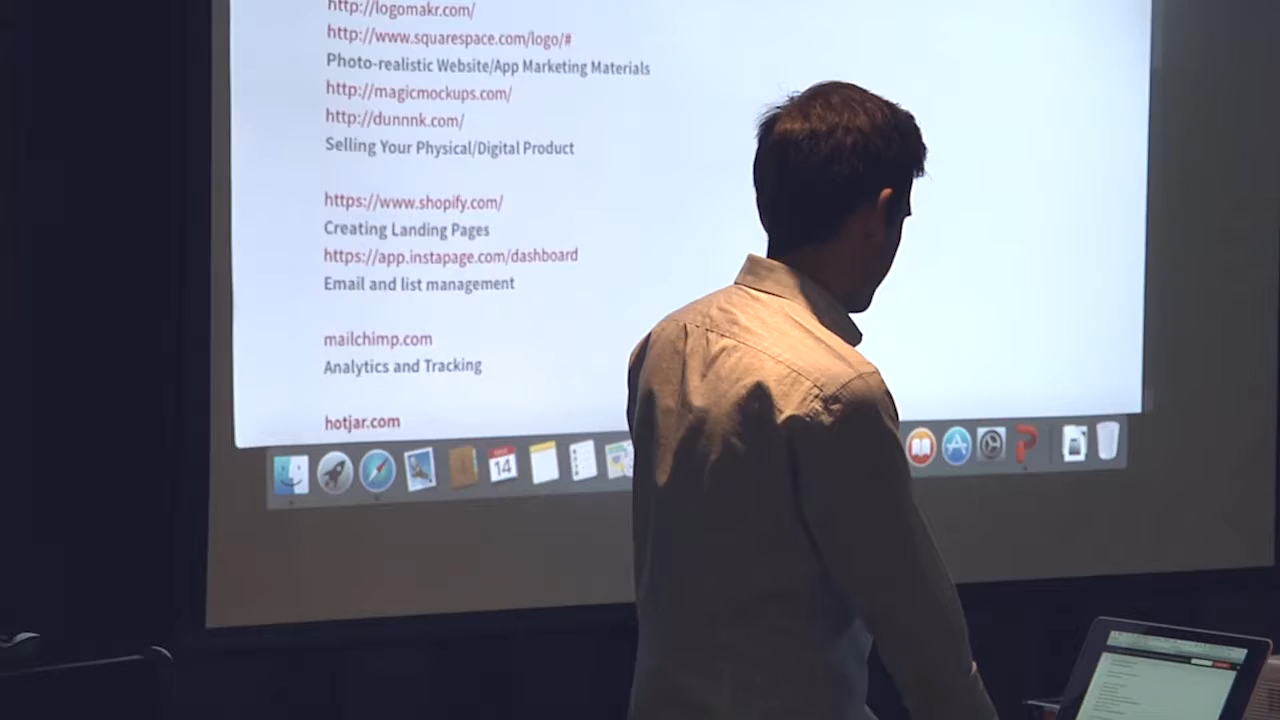 http://logomakr.com/
http://www.squarespace.com/logo/#
Photo-realistic Website/App Marketing Materials
http://magicmockups.com/
http://dunnnk.com/
Selling Your Physical/Digital Product
https://www.shopify.com/
Creating Landing Pages
https://app.instapage.com/dashboard
Email and list management
mailchimp.com
Analytics and Tracking
hotjar.com
14